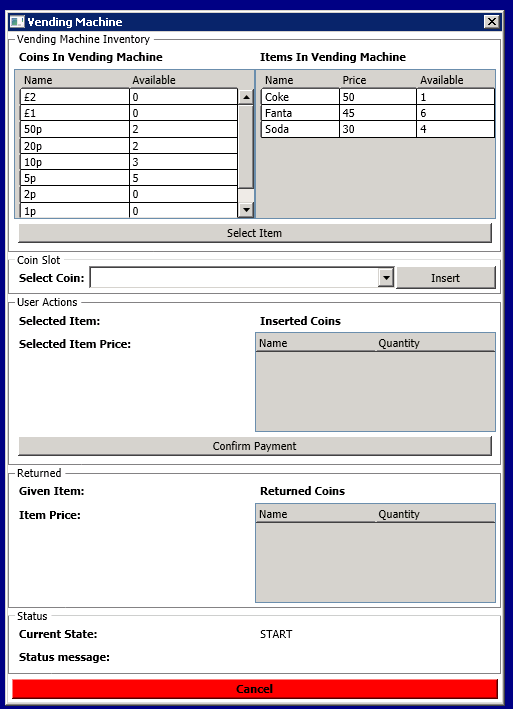 Vending Machine
Vending Machine Inventory
Coins In Vending Machine Items In Vending Machine
Name Available Name Price Available
£2 0 Coke 50 1
£1 0 Fanta 45 6
50p 2 Soda 30 4
20p 2
10p 3
5p 5
2p 0
1p 0
Select Item
Coin Slot
Select Coin: Insert
User Actions
Selected Item: Inserted Coins
Selected Item Price: Name Quantity
Confirm Payment
Returned
Given Item: Returned Coins
Item Price: Name Quantity
Status
Current State: START
Status message:
Cancel